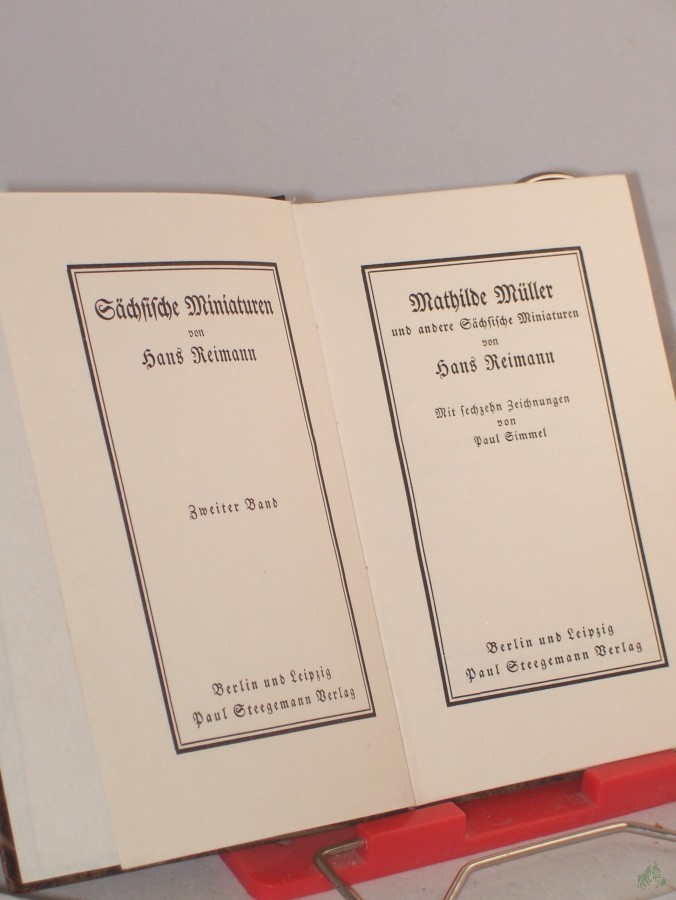 Sächsische Miniaturen
von
Hans Reimann
Zweiter Band
Berlin und Leipzig
Paul Steegemann Verlag
Mathilde Müller
und andere Sächsische Miniaturen
von
Hans Reimann
Mit sechzehn Zeichnungen
von
Paul Simmel
Berlin und Leipzig
Paul Steegemann Verlag